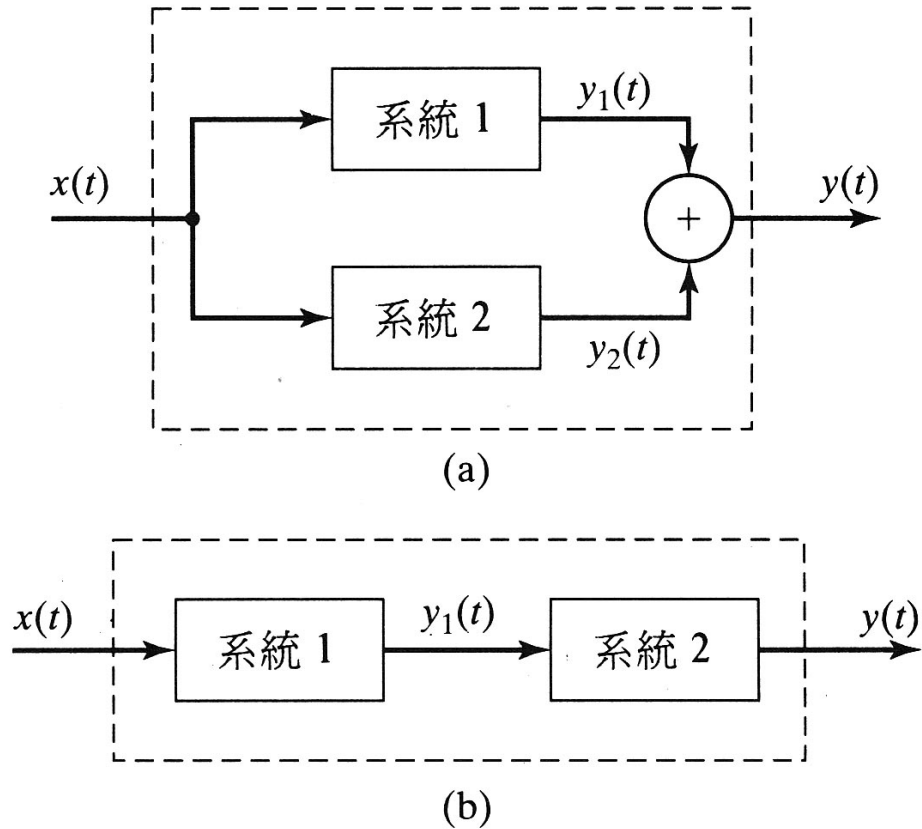 系統 1
y₁(t)
x(t)
+
y(t)
系統 2
y₂(t)
(a)
x(t)
系統 1
y₁(t)
系統 2
y(t)
(b)